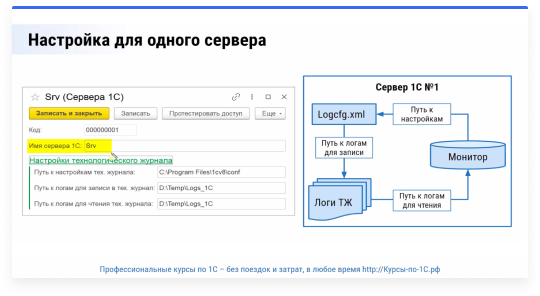 Настройка для одного сервера
Srv (Сервера 1С)
Записать и закрыть
Записать
Протестировать доступ
Еще
Код:
000000001
Имя сервера 1С:
Srv
Настройки технологического журнала
Путь к настройкам тех. журнала:
C:\Program Files\1cv8\conf
Путь к логам для записи в тех. журнал:
D:\Temp\Logs_1C
Путь к логам для чтения тех. журнала:
D:\Temp\Logs_1C
Сервер 1С №1
Logcfg.xml
Путь к
настройкам
Путь к логам
для записи
Монитор
Логи ТЖ
Путь к логам
для чтения
Профессиональные курсы по 1С – без поездок и затрат, в любое время http://Курсы-по-1С.рф